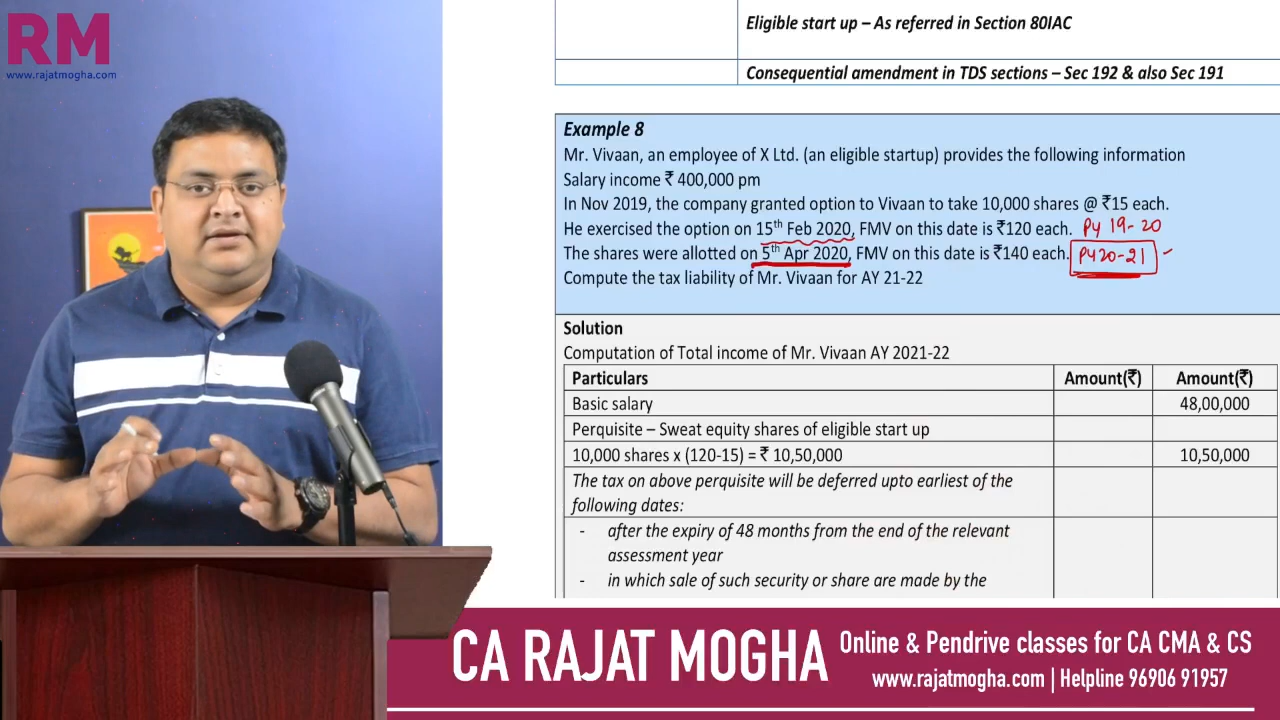 RM
www.rajatmogha.com
Eligible start up – As referred in Section 80IAC
Consequential amendment in TDS sections – Sec 192 & also Sec 191
Example 8
Mr. Vivaan, an employee of X Ltd. (an eligible startup) provides the following information
Salary income ₹ 400,000 pm
In Nov 2019, the company granted option to Vivaan to take 10,000 shares @ ₹15 each.
He exercised the option on 15th Feb 2020, FMV on this date is ₹120 each. PY 19-20
The shares were allotted on 5th Apr 2020, FMV on this date is ₹140 each. PY 20-21
Compute the tax liability of Mr. Vivaan for AY 21-22
Solution
Computation of Total income of Mr. Vivaan AY 2021-22
Particulars Amount(₹) Amount(₹)
Basic salary 48,00,000
Perquisite – Sweat equity shares of eligible start up
10,000 shares x (120-15) = ₹ 10,50,000 10,50,000
The tax on above perquisite will be deferred upto earliest of the
following dates:
- after the expiry of 48 months from the end of the relevant
assessment year
- in which sale of such security or share are made by the
CA RAJAT MOGHA
Online & Pendrive classes for CA CMA & CS
www.rajatmogha.com | Helpline 96906 91957